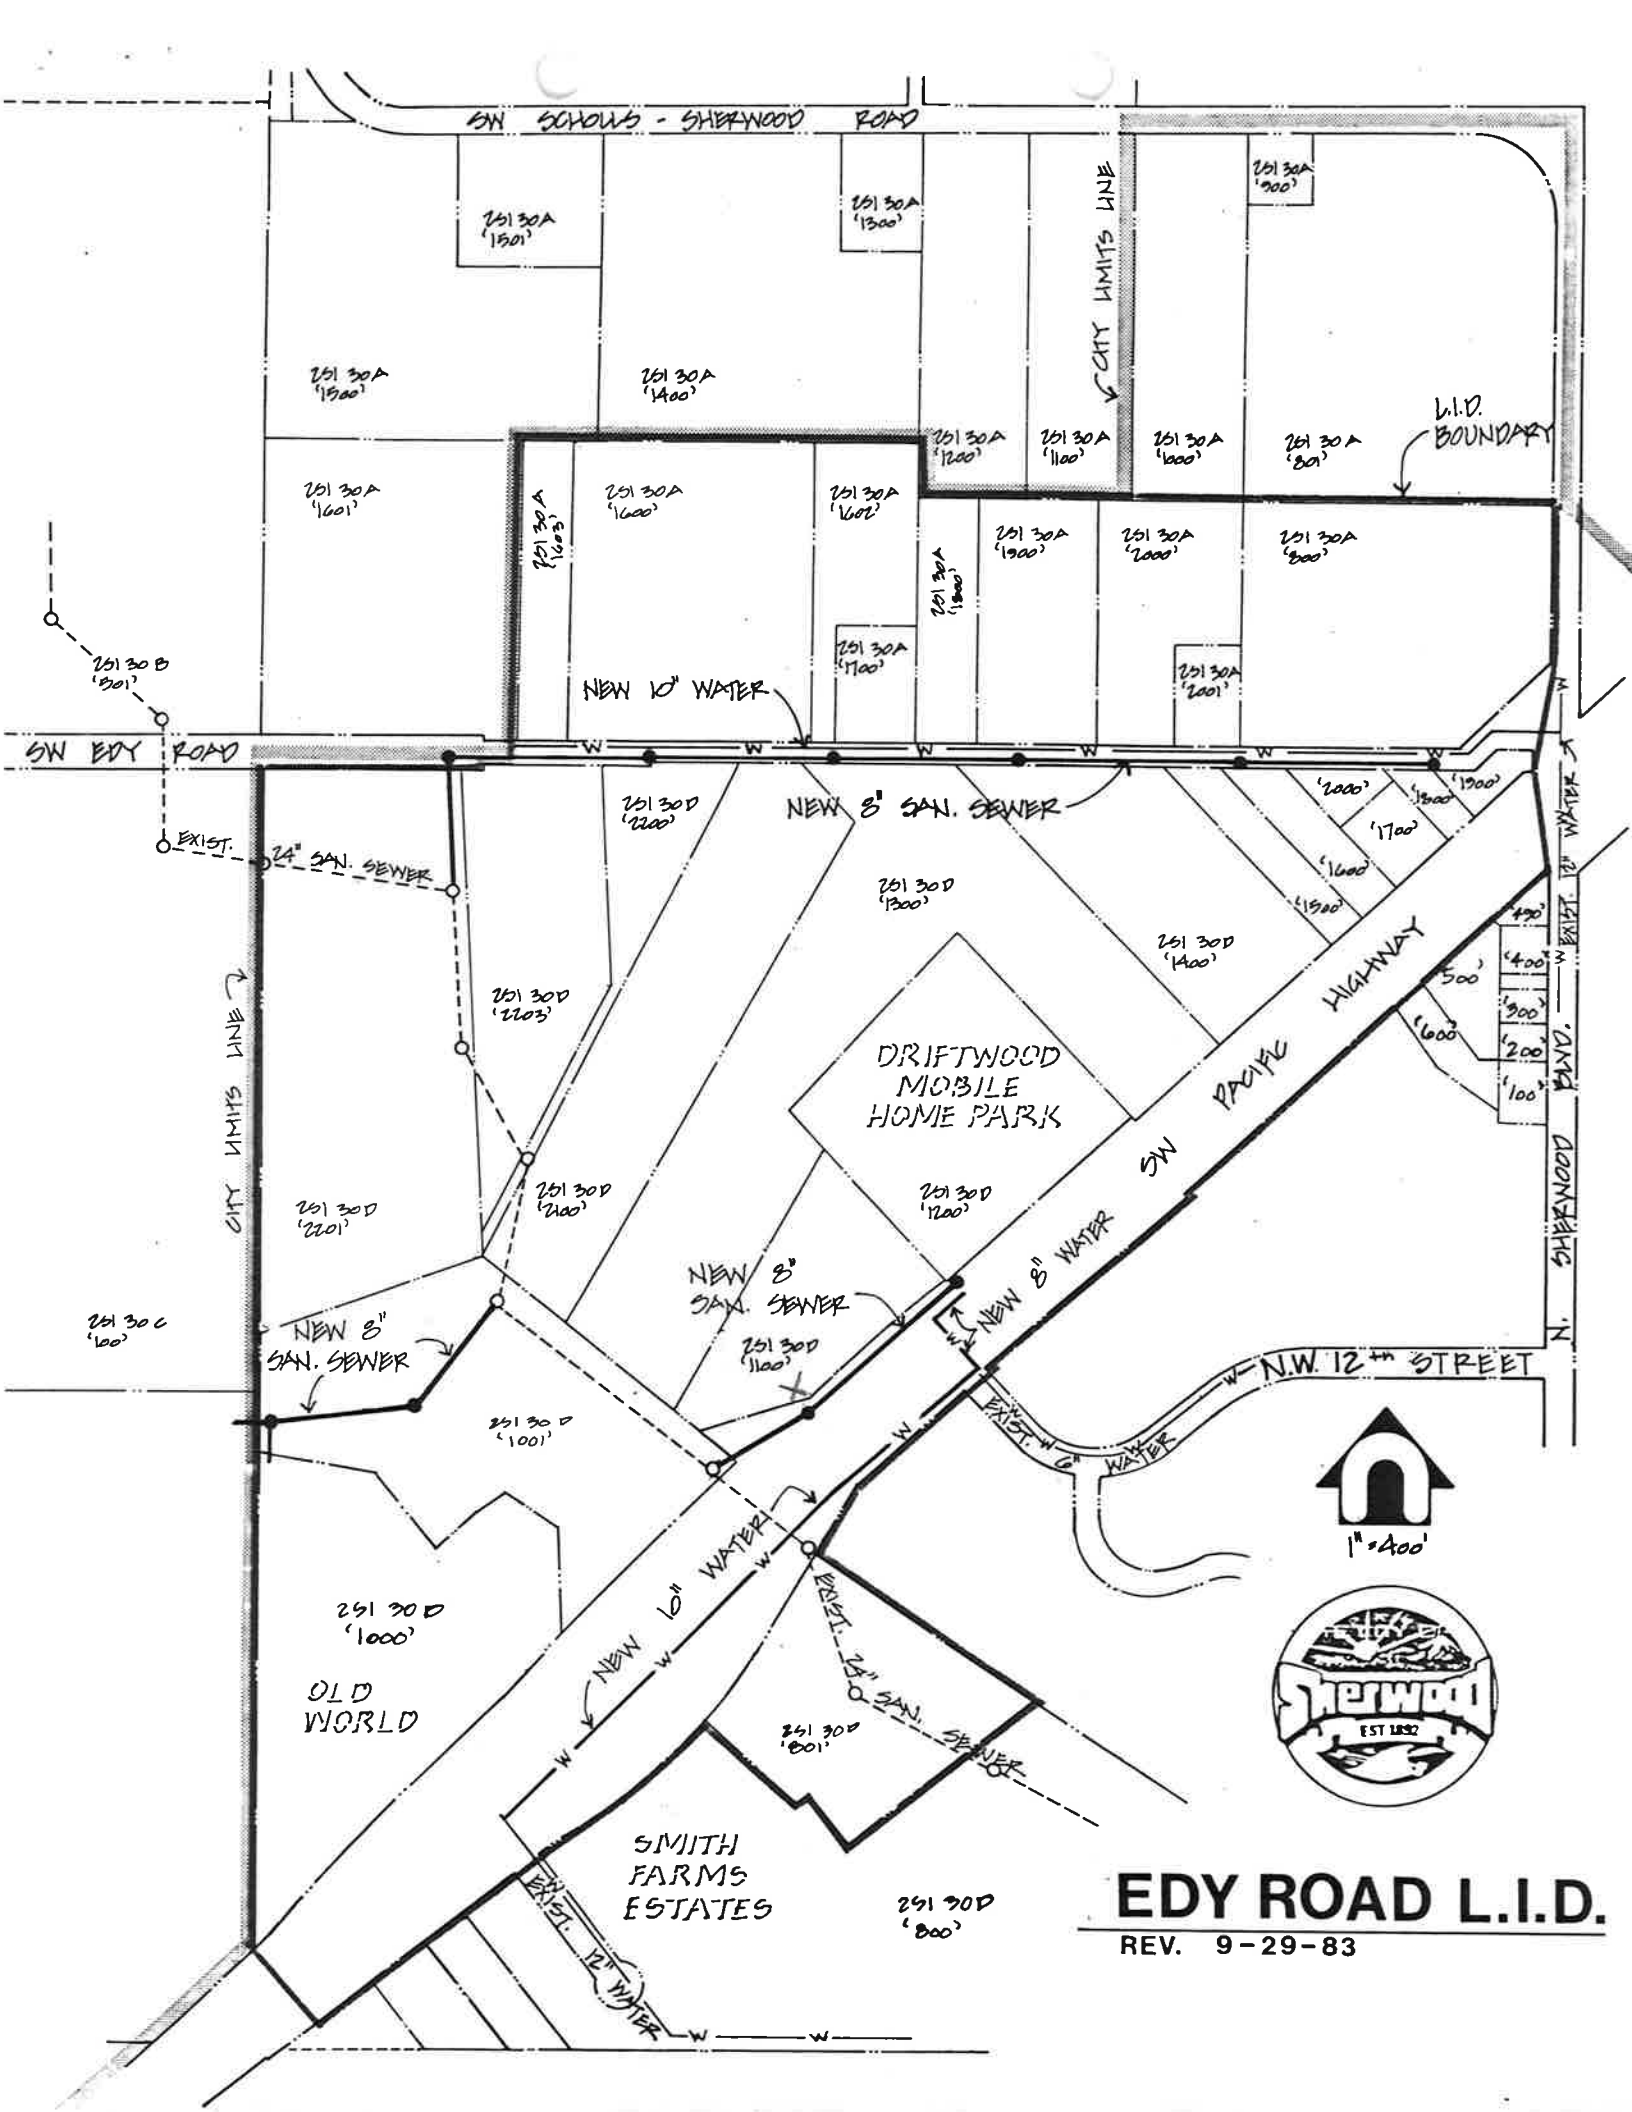 SW SCHOLLS - SHERWOOD ROAD
2S1 30A
'900'
2S1 30A
'1501'
2S1 30A
'1300'
CITY LIMITS LINE
2S1 30A
'1500'
2S1 30A
'1400'
L.I.D.
BOUNDARY
2S1 30A
'1200'
2S1 30A
'1100'
2S1 30A
'1000'
2S1 30A
'801'
2S1 30A
'1601'
2S1 30A
'1603'
2S1 30A
'1600'
2S1 30A
'1602'
2S1 30A
'1800'
2S1 30A
'1900'
2S1 30A
'2000'
2S1 30A
'800'
2S1 30A
'1700'
2S1 30A
'2001'
2S1 30B
'301'
NEW 10" WATER
SW EDY ROAD
W W W W W W
W
NEW 8" SAN. SEWER
2S1 30D
'2200'
'2000'
'1800'
'1900'
'1700'
'1600'
'1500'
EXIST. 24" SAN. SEWER
2S1 30D
'1300'
2S1 30D
'1400'
EXIST. 12" WATER
'490'
'400'
'500'
'300'
'600'
'200'
'100'
2S1 30D
'2203'
CITY LIMITS LINE
DRIFTWOOD
MOBILE
HOME PARK
SW PACIFIC HIGHWAY
N. SHERWOOD BLVD.
W
2S1 30D
'2201'
2S1 30D
'2100'
2S1 30D
'1200'
NEW 8"
SAN. SEWER
NEW 8" WATER
W
2S1 30C
'100'
NEW 8"
SAN. SEWER
2S1 30D
'1100'
X
N.W. 12TH STREET
W
EXIST. 6" WATER
W W W
2S1 30D
'1001'
1"=400'
NEW 10" WATER
W W W W
EXIST. 24" SAN. SEWER
2S1 30D
'1000'
OLD
WORLD
2S1 30D
'801'
Sherwood
EST 1892
SMITH
FARMS
ESTATES
2S1 30D
'800'
EXIST. 12" WATER
W
W W
EDY ROAD L.I.D.
REV. 9-29-83